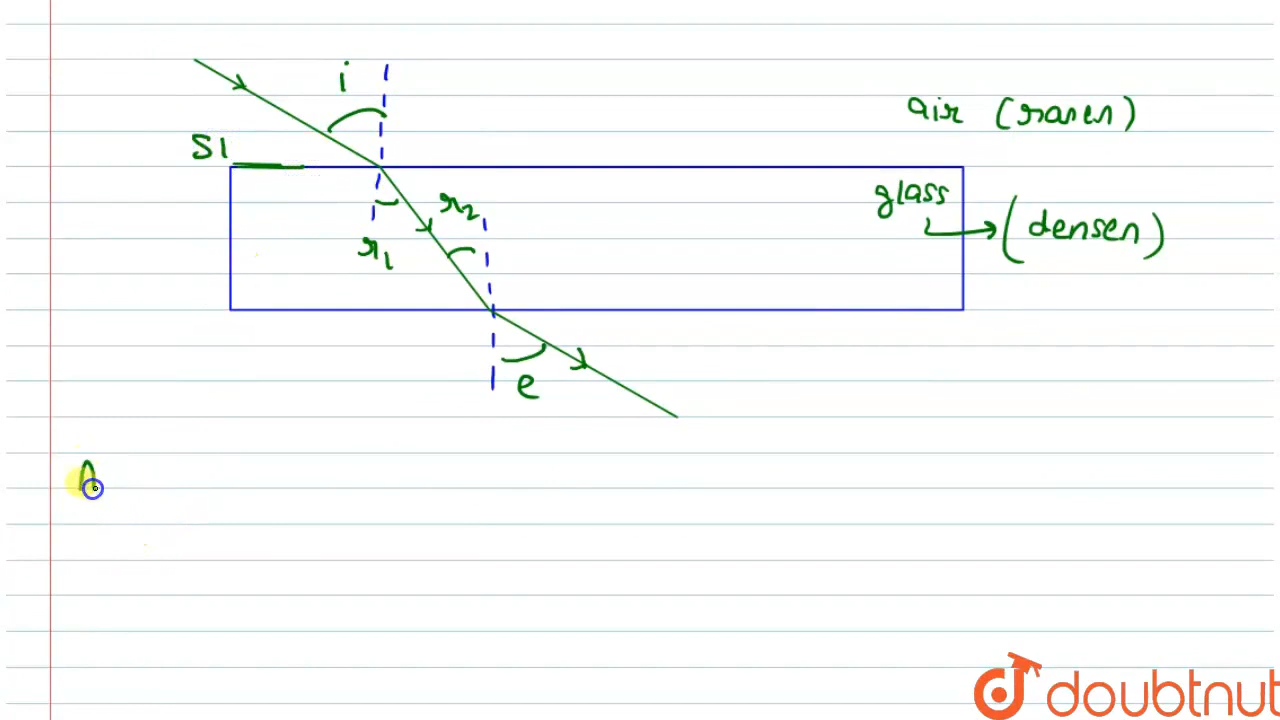 i
air (rarer)
S1
glass
r2
(denser)
r1
e
doubtnut